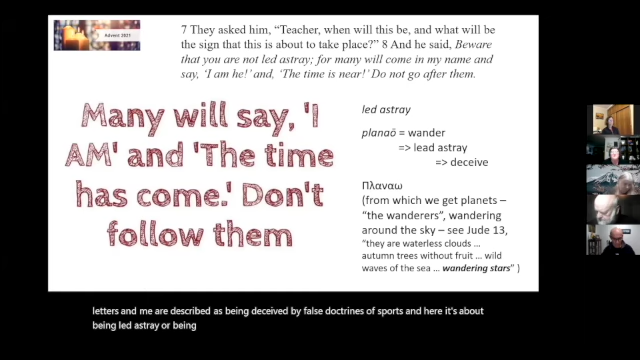 Advent 2021
7 They asked him, “Teacher, when will this be, and what will be
the sign that this is about to take place?” 8 And he said, Beware
that you are not led astray; for many will come in my name and
say, ‘I am he!’ and, ‘The time is near!’ Do not go after them.
Many will say, 'I
AM' and 'The time
has come.' Don't
follow them
led astray
planaō = wander
=> lead astray
=> deceive
Πλαναω
(from which we get planets –
“the wanderers”, wandering
around the sky – see Jude 13,
“they are waterless clouds ...
autumn trees without fruit ... wild
waves of the sea ... wandering stars” )
letters and me are described as being deceived by false doctrines of sports and here it's about
being led astray or being